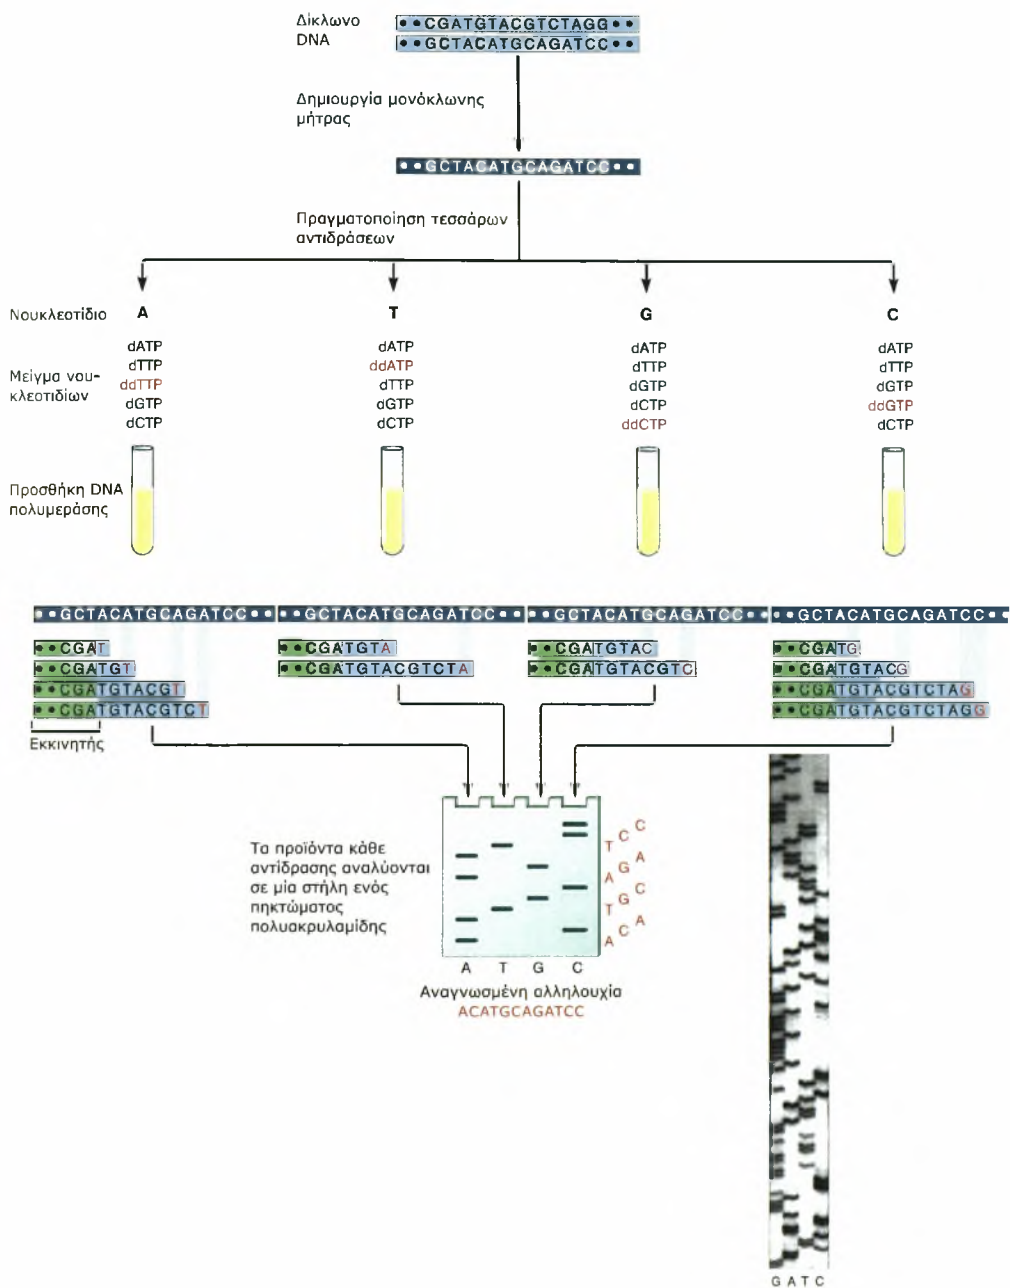 Δίκλωνο
DNA
••CGATGTACGTCTAGG••
••GCTACATGCAGATCC••
Δημιουργία μονόκλωνης
μήτρας
••GCTACATGCAGATCC••
Πραγματοποίηση τεσσάρων
αντιδράσεων
Νουκλεοτίδιο A T G C
Μείγμα νου-
κλεοτιδίων
dATP
dTTP
ddTTP
dGTP
dCTP
dATP
ddATP
dTTP
dGTP
dCTP
dATP
dTTP
dGTP
dCTP
ddCTP
dATP
dTTP
dGTP
ddGTP
dCTP
Προσθήκη DNA
πολυμεράσης
••GCTACATGCAGATCC••
••CGAT
••CGATGT
••CGATGTACGT
••CGATGTACGTCT
Εκκινητής
••GCTACATGCAGATCC••
••CGATGTA
••CGATGTACGTCTA
••GCTACATGCAGATCC••
••CGATGTAC
••CGATGTACGTC
••GCTACATGCAGATCC••
••CGATG
••CGATGTACG
••CGATGTACGTCTAG
••CGATGTACGTCTAGG
Τα προϊόντα κάθε
αντίδρασης αναλύονται
σε μία στήλη ενός
πηκτώματος
πολυακρυλαμίδης
C
C
T
A
G
A
C
G
T
A
C
A
A T G C
Αναγνωσμένη αλληλουχία
ACATGCAGATCC
G A T C